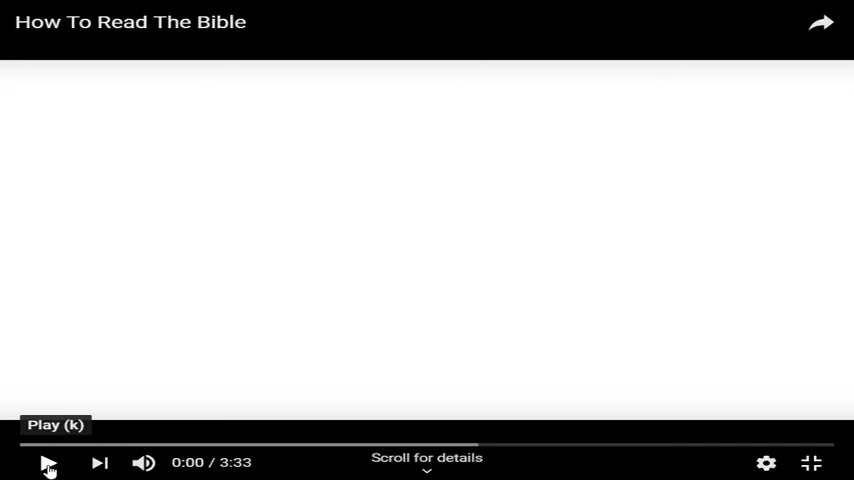 How To Read The Bible
Play (k)
0:00 / 3:33
Scroll for details